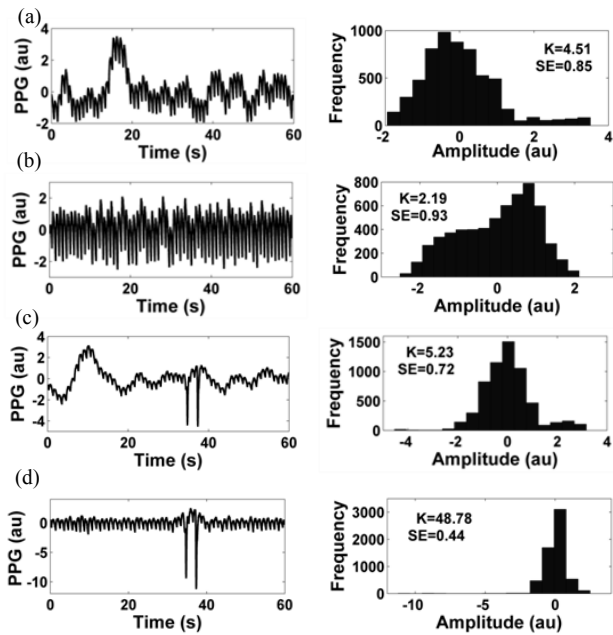 (a)
PPG (au)
4
2
0
-2
0 20 40 60
Time (s)
Frequency
1000
500
0
K=4.51
SE=0.85
-2 0 2 4
Amplitude (au)
(b)
PPG (au)
2
0
-2
0 20 40 60
Time (s)
Frequency
800
600
400
200
0
K=2.19
SE=0.93
-2 0 2
Amplitude (au)
(c)
PPG (au)
4
2
0
-2
-4
0 20 40 60
Time (s)
Frequency
1500
1000
500
0
K=5.23
SE=0.72
-4 -2 0 2 4
Amplitude (au)
(d)
PPG (au)
0
-5
-10
0 20 40 60
Time (s)
Frequency
3000
2000
1000
0
K=48.78
SE=0.44
-10 -5 0
Amplitude (au)